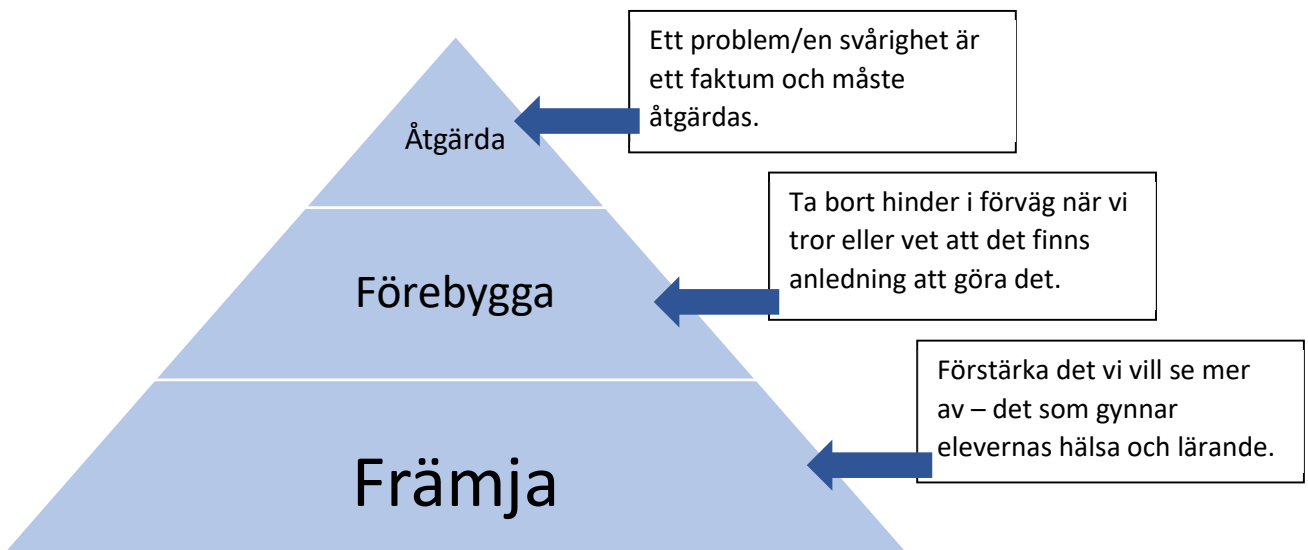 Ett problem/en svårighet är
ett faktum och måste
åtgärdas.
Åtgärda
Ta bort hinder i förväg när vi
tror eller vet att det finns
anledning att göra det.
Förebygga
Förstärka det vi vill se mer
av – det som gynnar
elevernas hälsa och lärande.
Främja